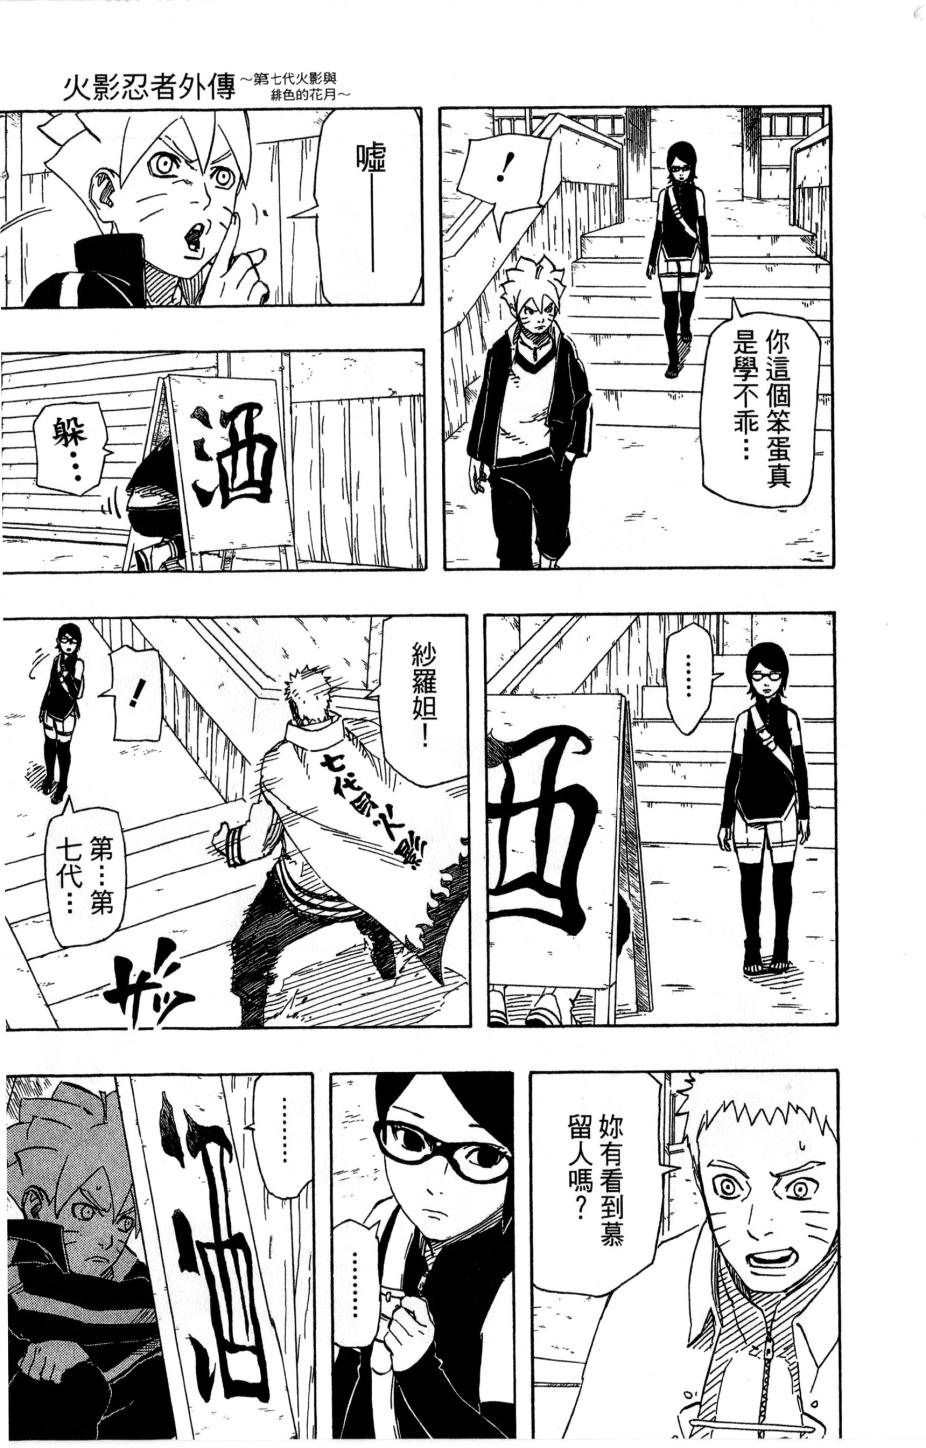 火影忍者外傳
～第七代火影與
緋色的花月～
！
你這個笨蛋真
是學不乖…
噓——
酒
躲…
……
酒
紗羅妲！
！
七代目火影
第…第
七代…
ザッ
妳有看到慕
留人嗎？
……
……
酒